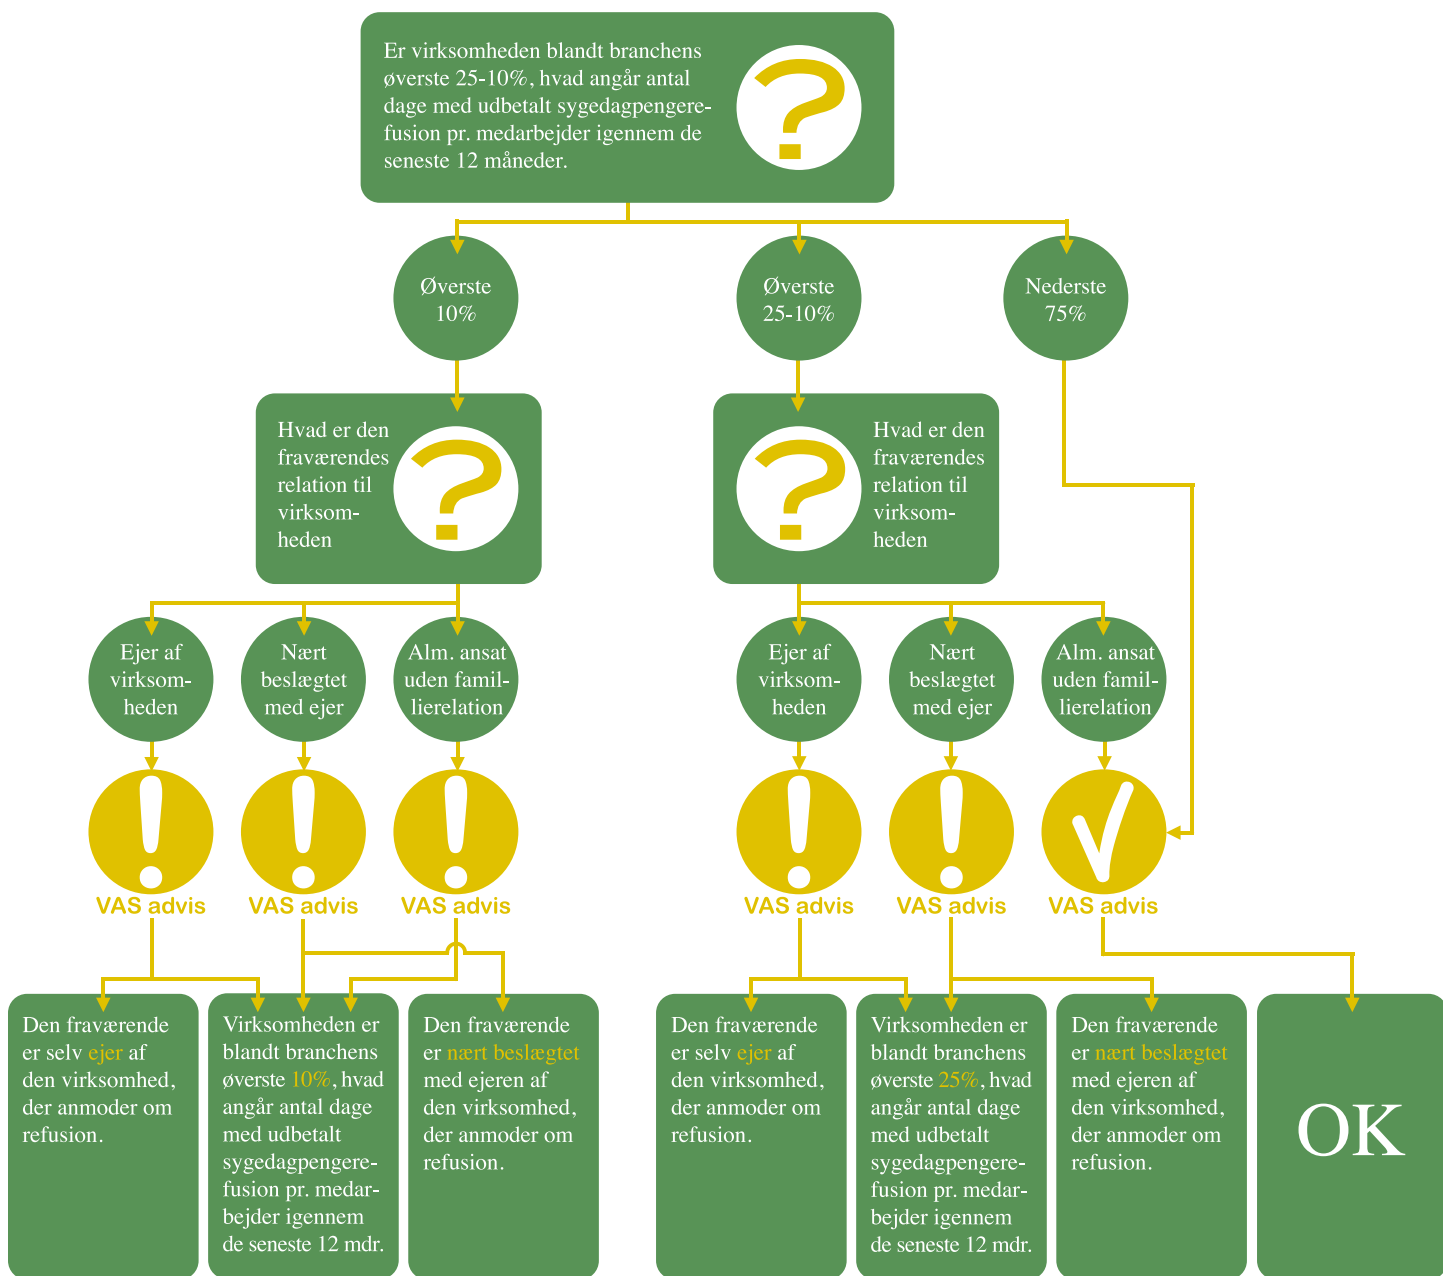 Er virksomheden blandt branchens
øverste 25-10%, hvad angår antal
dage med udbetalt sygedagpengere-
fusion pr. medarbejder igennem de
seneste 12 måneder.
?
Øverste
10%
Øverste
25-10%
Nederste
75%
Hvad er den
fraværendes
relation til
virksom-
heden
?
?
Hvad er den
fraværendes
relation til
virksom-
heden
Ejer af
virksom-
heden
Nært
beslægtet
med ejer
Alm. ansat
uden famil-
lierelation
Ejer af
virksom-
heden
Nært
beslægtet
med ejer
Alm. ansat
uden famil-
lierelation
!
!
!
!
!
VAS advis
VAS advis
VAS advis
VAS advis
VAS advis
VAS advis
Den fraværende
er selv ejer af
den virksomhed,
der anmoder om
refusion.
Virksomheden er
blandt branchens
øverste 10%, hvad
angår antal dage
med udbetalt
sygedagpengere-
fusion pr. medar-
bejder igennem
de seneste 12 mdr.
Den fraværende
er nært beslægtet
med ejeren af
den virksomhed,
der anmoder om
refusion.
Den fraværende
er selv ejer af
den virksomhed,
der anmoder om
refusion.
Virksomheden er
blandt branchens
øverste 25%, hvad
angår antal dage
med udbetalt
sygedagpengere-
fusion pr. medar-
bejder igennem
de seneste 12 mdr.
Den fraværende
er nært beslægtet
med ejeren af
den virksomhed,
der anmoder om
refusion.
OK